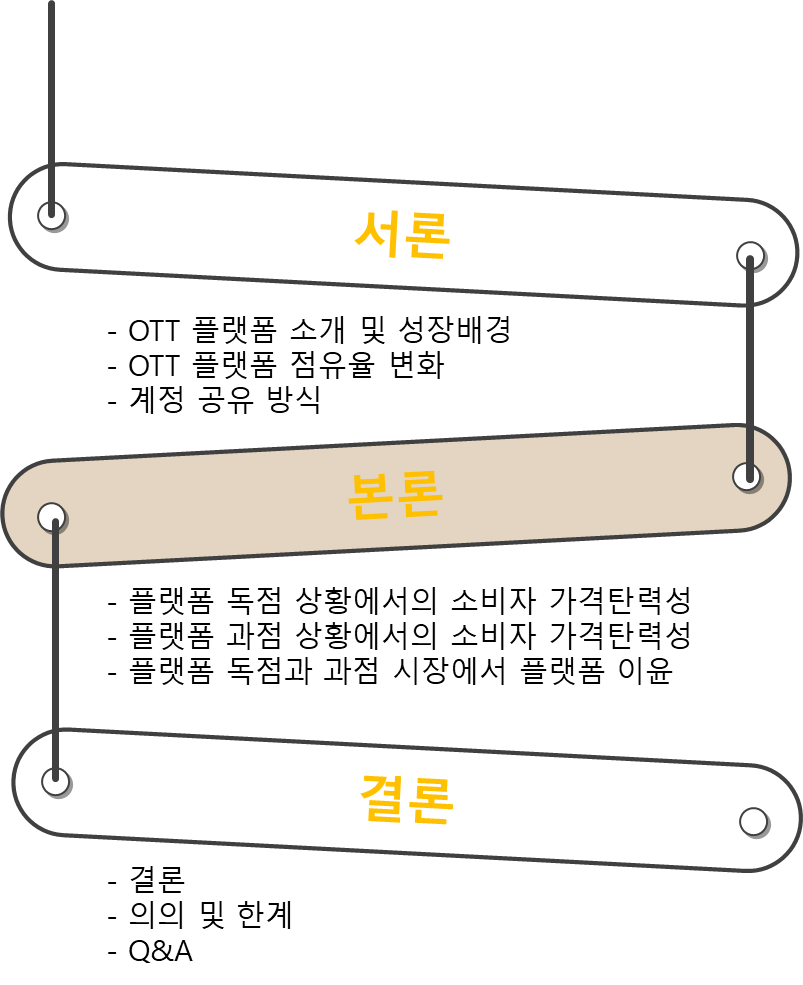 서론
- OTT 플랫폼 소개 및 성장배경
- OTT 플랫폼 점유율 변화
- 계정 공유 방식
본론
- 플랫폼 독점 상황에서의 소비자 가격탄력성
- 플랫폼 과점 상황에서의 소비자 가격탄력성
- 플랫폼 독점과 과점 시장에서 플랫폼 이윤
결론
- 결론
- 의의 및 한계
- Q&A